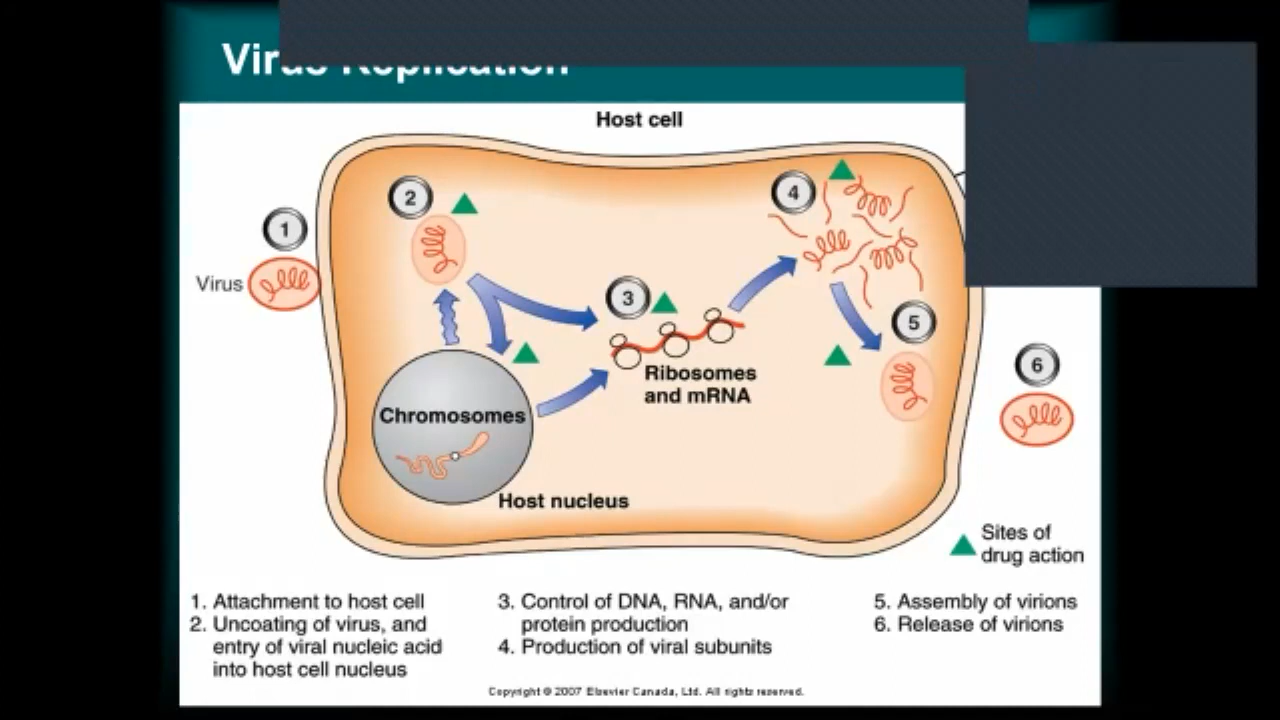 Virus Replication
Host cell
1
2
3
4
5
6
Virus
Ribosomes
and mRNA
Chromosomes
Host nucleus
Sites of
drug action
1. Attachment to host cell
2. Uncoating of virus, and
entry of viral nucleic acid
into host cell nucleus
3. Control of DNA, RNA, and/or
protein production
4. Production of viral subunits
5. Assembly of virions
6. Release of virions
Copyright © 2007 Elsevier Canada, Ltd. All rights reserved.